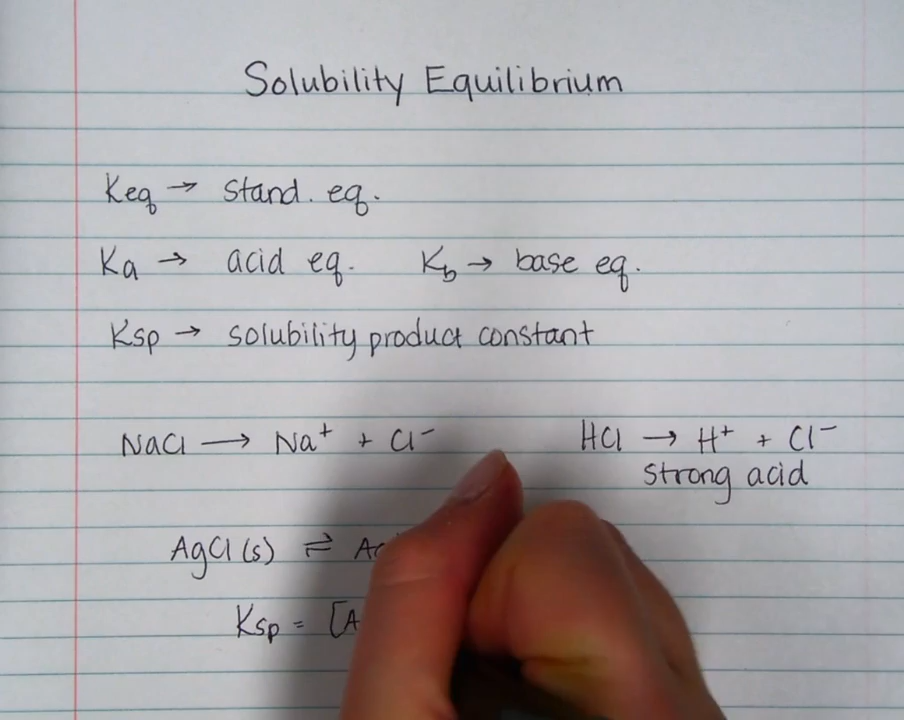 Solubility Equilibrium
Keq → stand. eq.
Ka → acid eq. Kb → base eq.
Ksp → solubility product constant
NaCl → Na⁺ + Cl⁻ HCl → H⁺ + Cl⁻
strong acid
AgCl (s) ⇌
Ksp = [A